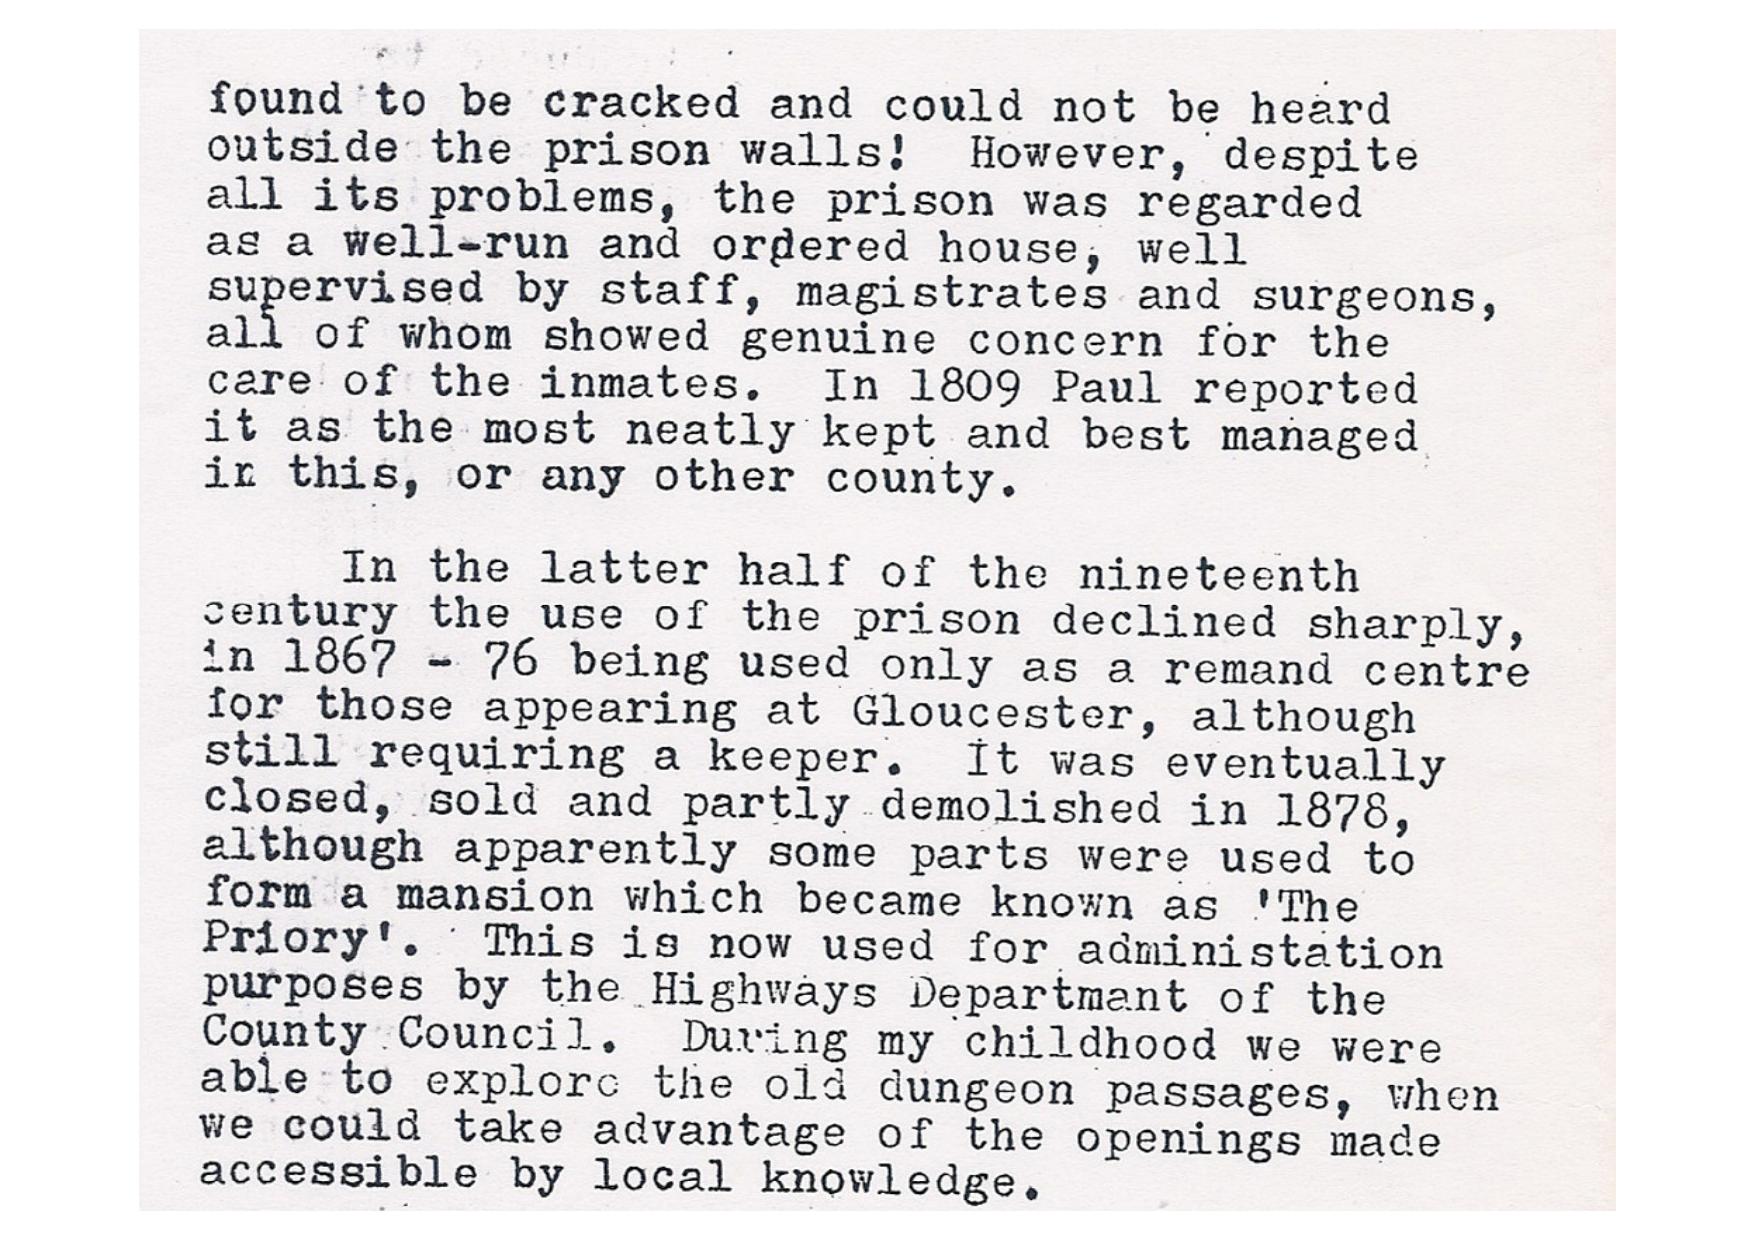 found to be cracked and could not be heard
outside the prison walls!  However, despite
all its problems, the prison was regarded
as a well-run and ordered house, well
supervised by staff, magistrates and surgeons,
all of whom showed genuine concern for the
care of the inmates.  In 1809 Paul reported
it as the most neatly kept and best managed
in this, or any other county.

In the latter half of the nineteenth
century the use of the prison declined sharply,
in 1867 - 76 being used only as a remand centre
for those appearing at Gloucester, although
still requiring a keeper.  It was eventually
closed, sold and partly demolished in 1878,
although apparently some parts were used to
form a mansion which became known as 'The
Priory'.  This is now used for administation
purposes by the Highways Departmant of the
County Council.  During my childhood we were
able to explore the old dungeon passages, when
we could take advantage of the openings made
accessible by local knowledge.